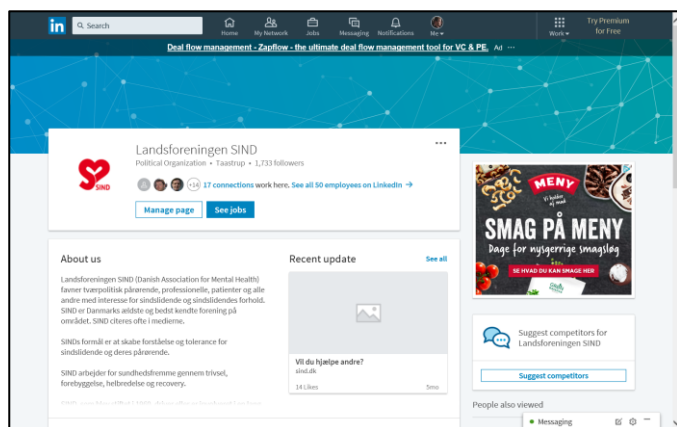 in
Search
Home
My Network
Jobs
Messaging
Notifications
Me
Work
Try Premium
for Free
Deal flow management - Zapflow - the ultimate deal flow management tool for VC & PE. Ad ···
SIND
Landsforeningen SIND
Political Organization • Taastrup • 1,733 followers
+14 17 connections work here. See all 50 employees on LinkedIn →
Manage page
See jobs
About us
Landsforeningen SIND (Danish Association for Mental Health)
favner tværpolitisk pårørende, professionelle, patienter og alle
andre med interesse for sindslidende og sindslidendes forhold.
SIND er Danmarks ældste og bedst kendte forening på
området. SIND citeres ofte i medierne.
SINDs formål er at skabe forståelse og tolerance for
sindslidende og deres pårørende.
SIND arbejder for sundhedsfremme gennem trivsel,
forebyggelse, helbredelse og recovery.
Recent update
See all
Vil du hjælpe andre?
sind.dk
14 Likes
5mo
MENY
SMAG PÅ MENY
Dage for nysgerrige smagsløg
SE HVAD DU KAN SMAGE HER
Suggest competitors for
Landsforeningen SIND
Suggest competitors
People also viewed
Messaging